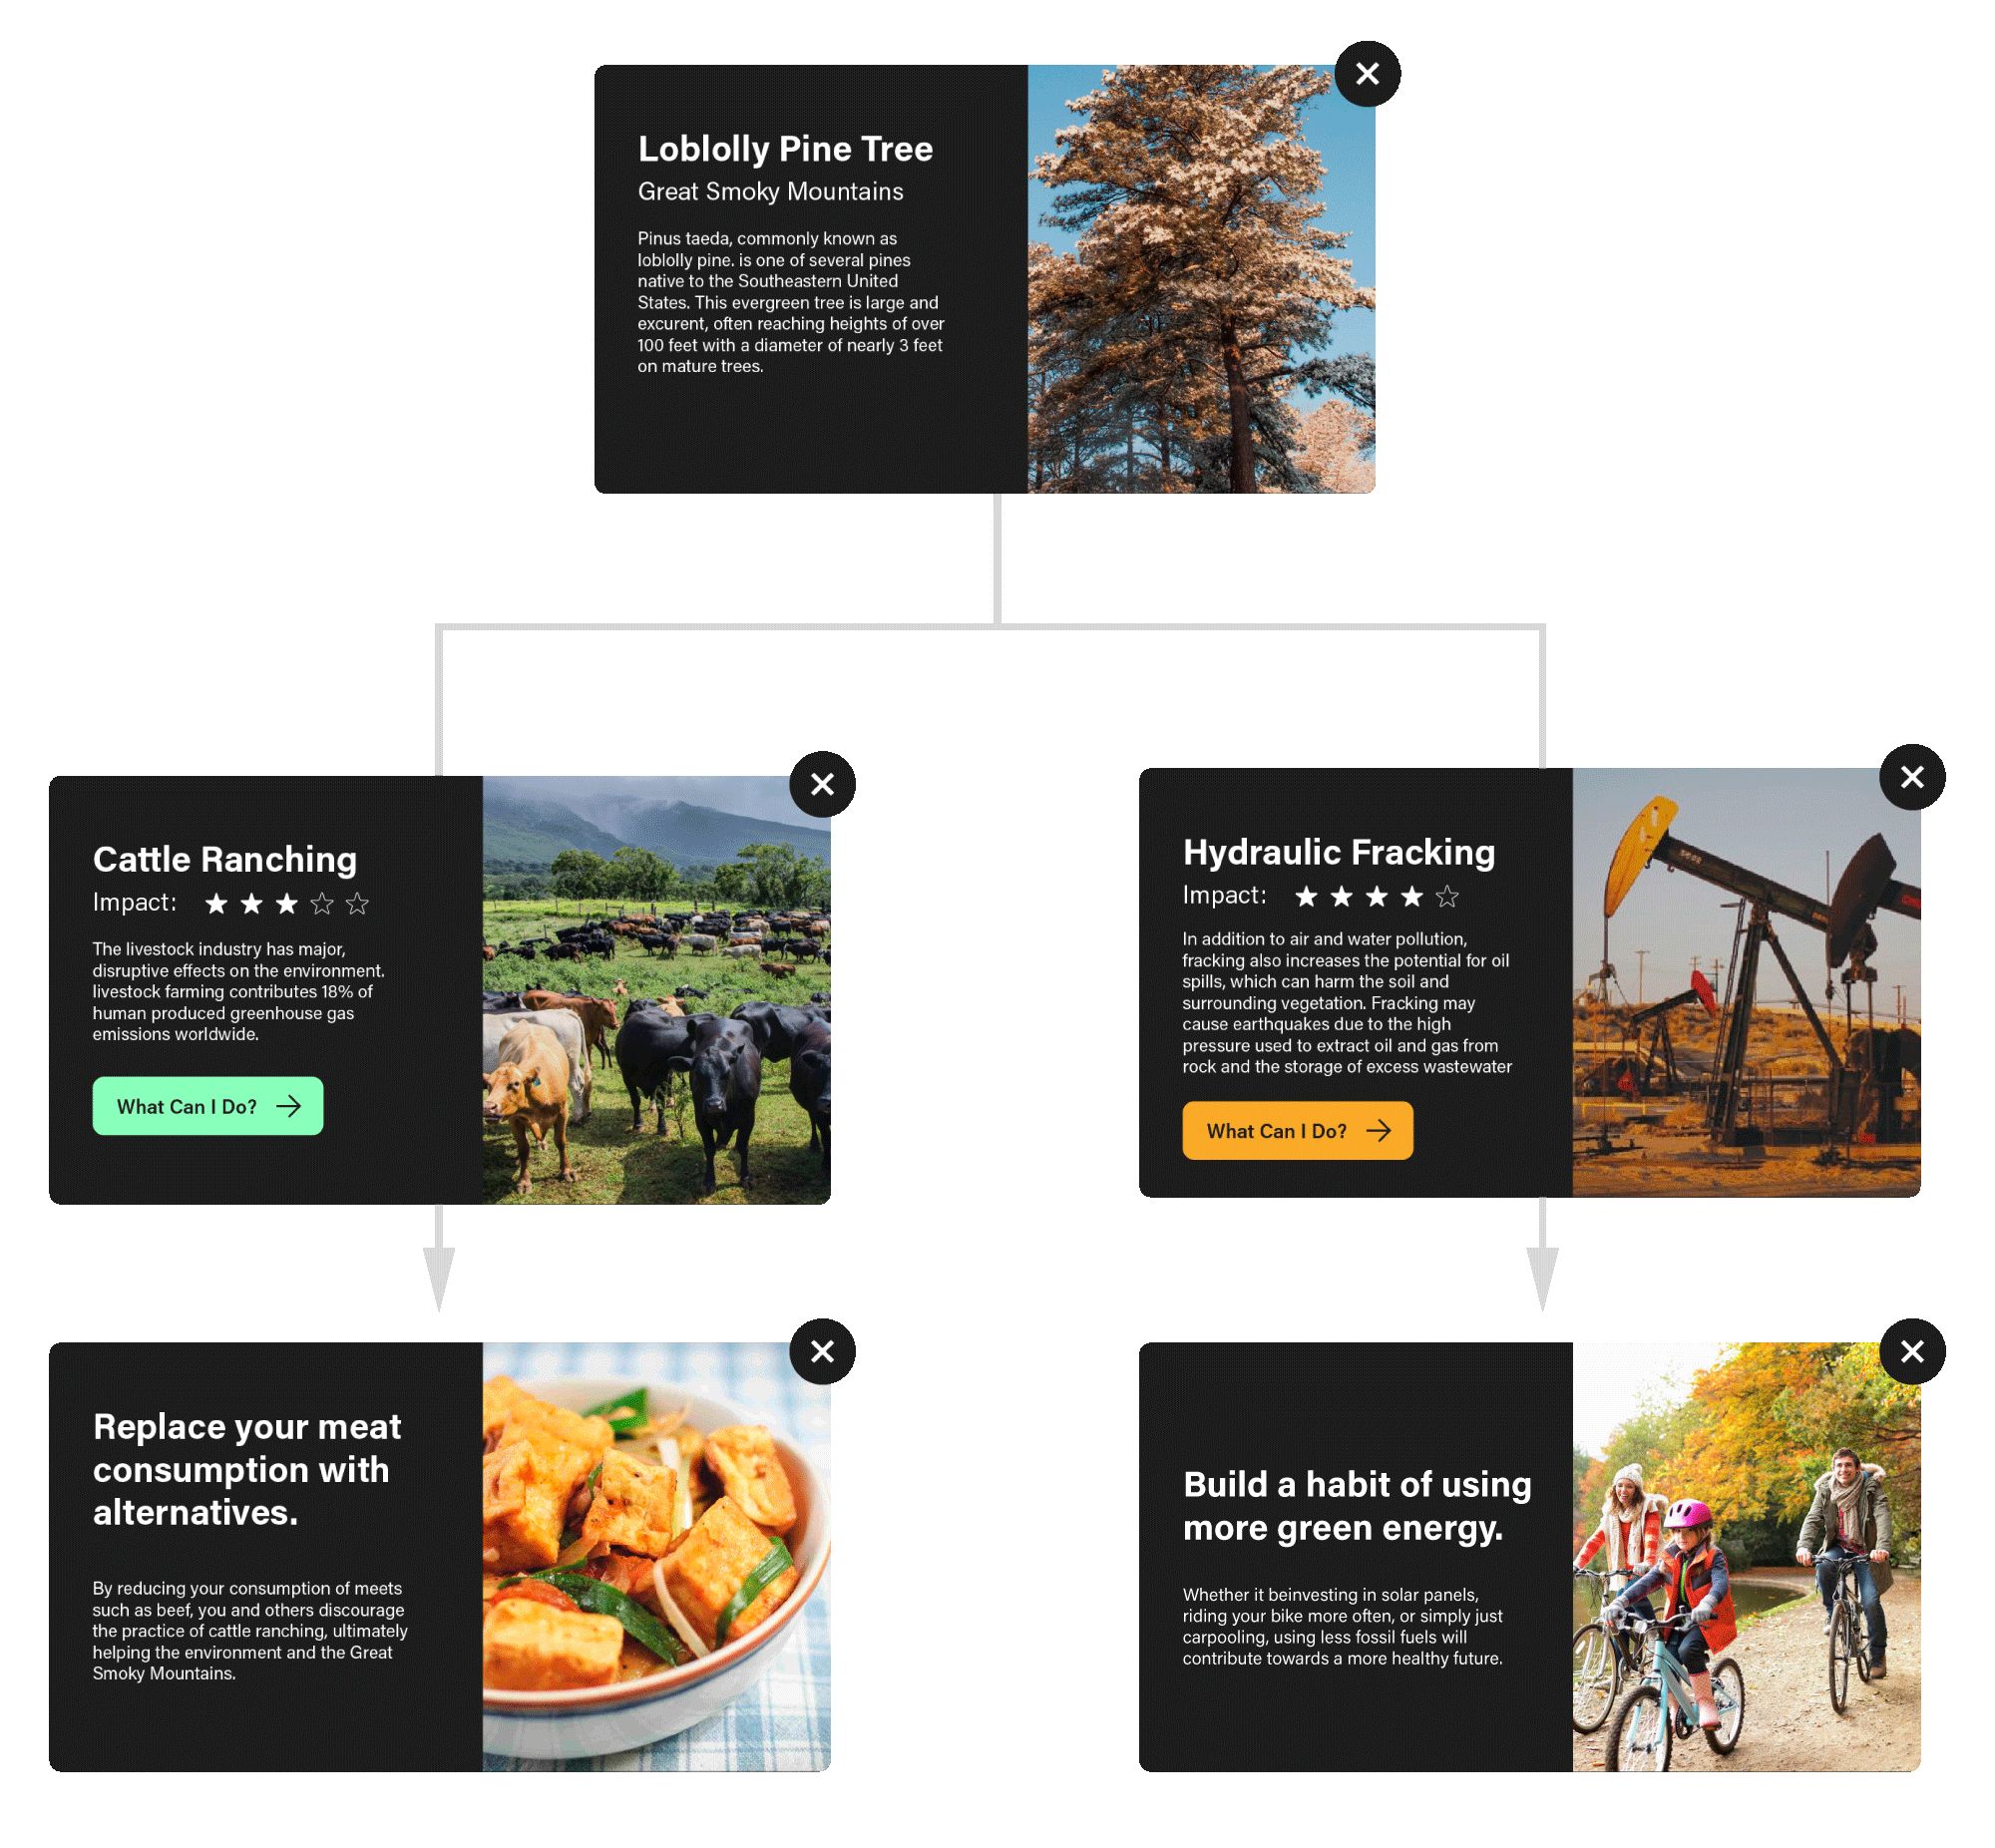 Loblolly Pine Tree
Great Smoky Mountains
Pinus taeda, commonly known as
loblolly pine. is one of several pines
native to the Southeastern United
States. This evergreen tree is large and
excurent, often reaching heights of over
100 feet with a diameter of nearly 3 feet
on mature trees.
Cattle Ranching
Impact:
The livestock industry has major,
disruptive effects on the environment.
livestock farming contributes 18% of
human produced greenhouse gas
emissions worldwide.
What Can I Do?
Hydraulic Fracking
Impact:
In addition to air and water pollution,
fracking also increases the potential for oil
spills, which can harm the soil and
surrounding vegetation. Fracking may
cause earthquakes due to the high
pressure used to extract oil and gas from
rock and the storage of excess wastewater
What Can I Do?
Replace your meat
consumption with
alternatives.
By reducing your consumption of meets
such as beef, you and others discourage
the practice of cattle ranching, ultimately
helping the environment and the Great
Smoky Mountains.
Build a habit of using
more green energy.
Whether it beinvesting in solar panels,
riding your bike more often, or simply just
carpooling, using less fossil fuels will
contribute towards a more healthy future.